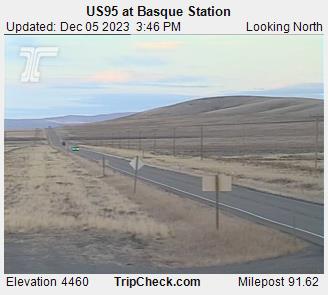 US95 at Basque Station
Updated: Dec 05 2023 3:46 PM Looking North
Elevation 4460 TripCheck.com Milepost 91.62